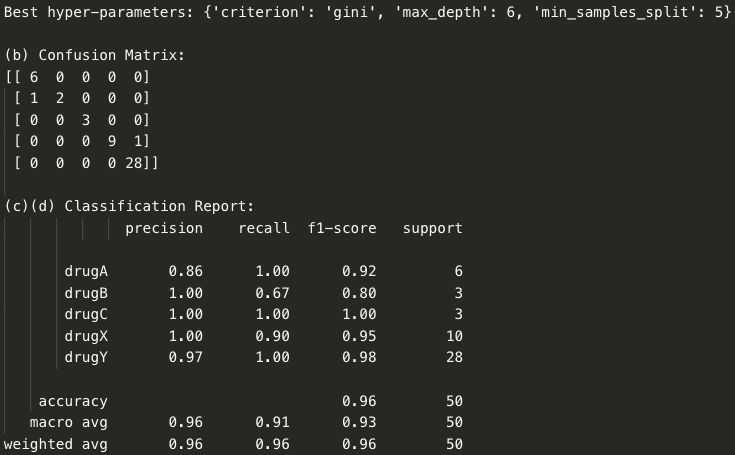 Best hyper-parameters: {'criterion': 'gini', 'max_depth': 6, 'min_samples_split': 5}
(b) Confusion Matrix:
[[ 6  0  0  0  0]
 [ 1  2  0  0  0]
 [ 0  0  3  0  0]
 [ 0  0  0  9  1]
 [ 0  0  0  0 28]]
(c)(d) Classification Report:
              precision    recall  f1-score   support
       drugA       0.86      1.00      0.92         6
       drugB       1.00      0.67      0.80         3
       drugC       1.00      1.00      1.00         3
       drugX       1.00      0.90      0.95        10
       drugY       0.97      1.00      0.98        28
    accuracy                           0.96        50
   macro avg       0.96      0.91      0.93        50
weighted avg       0.96      0.96      0.96        50